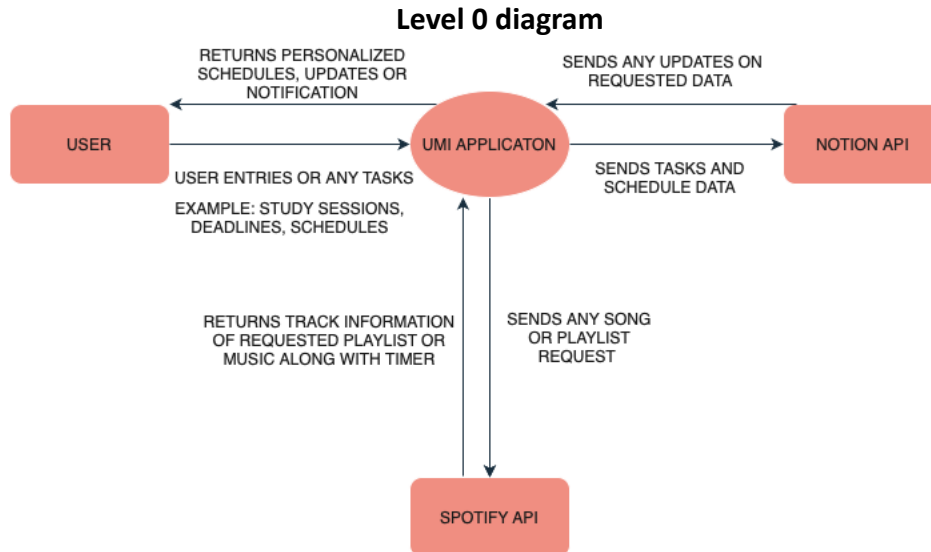 Level 0 diagram
RETURNS PERSONALIZED
SCHEDULES, UPDATES OR
NOTIFICATION
SENDS ANY UPDATES ON
REQUESTED DATA
USER
UMI APPLICATON
NOTION API
USER ENTRIES OR ANY TASKS
EXAMPLE: STUDY SESSIONS,
DEADLINES, SCHEDULES
SENDS TASKS AND
SCHEDULE DATA
RETURNS TRACK INFORMATION
OF REQUESTED PLAYLIST OR
MUSIC ALONG WITH TIMER
SENDS ANY SONG
OR PLAYLIST
REQUEST
SPOTIFY API